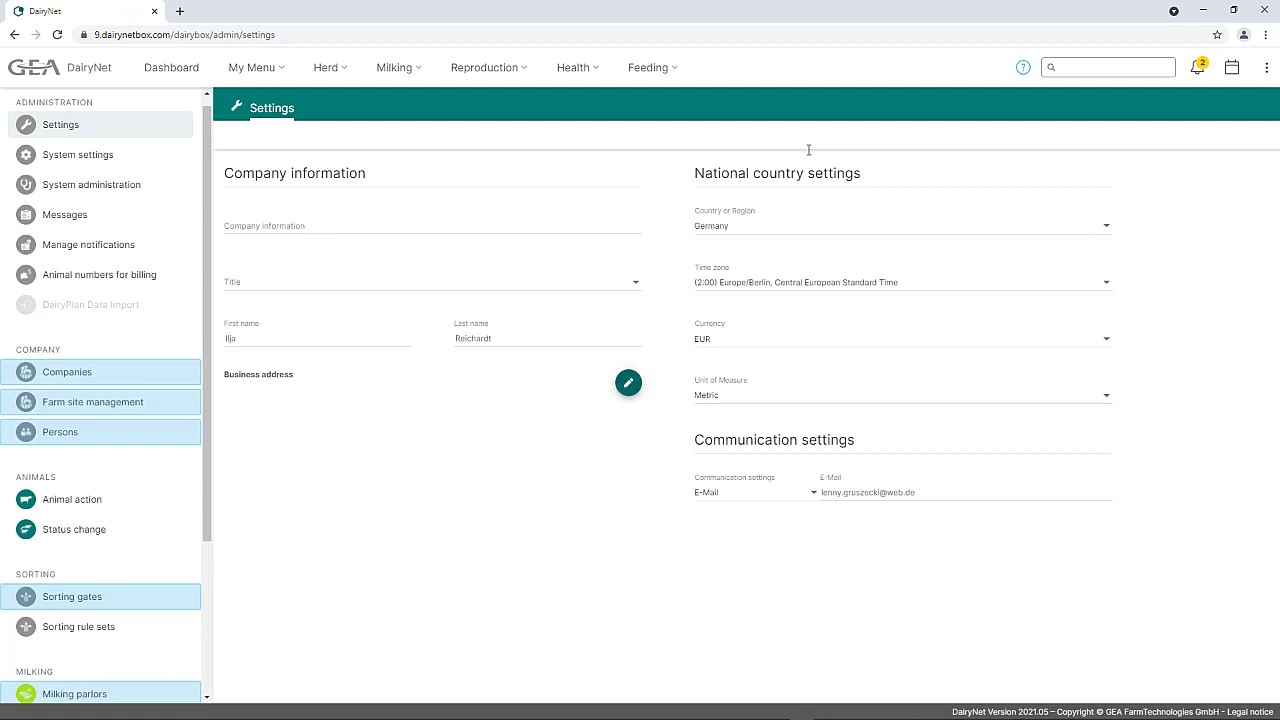 DairyNet
9.dairynetbox.com/dairybox/admin/settings
GEA DairyNet Dashboard My Menu Herd Milking Reproduction Health Feeding ? 2
ADMINISTRATION
Settings
System settings
System administration
Messages
Manage notifications
Animal numbers for billing
DairyPlan Data Import
COMPANY
Companies
Farm site management
Persons
ANIMALS
Animal action
Status change
SORTING
Sorting gates
Sorting rule sets
MILKING
Milking parlors
Settings
Company information
Company information
Title
First name Last name
Ilja Reichardt
Business address
National country settings
Country or Region
Germany
Time zone
(2:00) Europe/Berlin, Central European Standard Time
Currency
EUR
Unit of Measure
Metric
Communication settings
Communication settings E-Mail
E-Mail lenny.gruszecki@web.de
DairyNet Version 2021.05 – Copyright © GEA FarmTechnologies GmbH - Legal notice